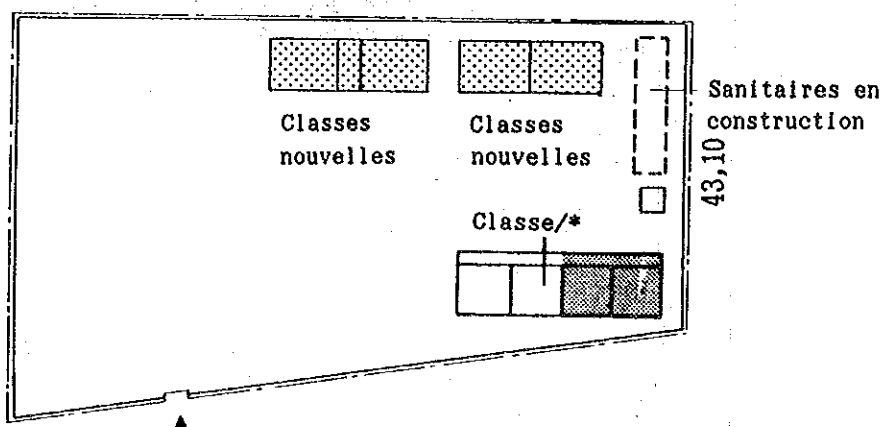 Classes
nouvelles
Classes
nouvelles
Sanitaires en
construction
43,10
Classe/*